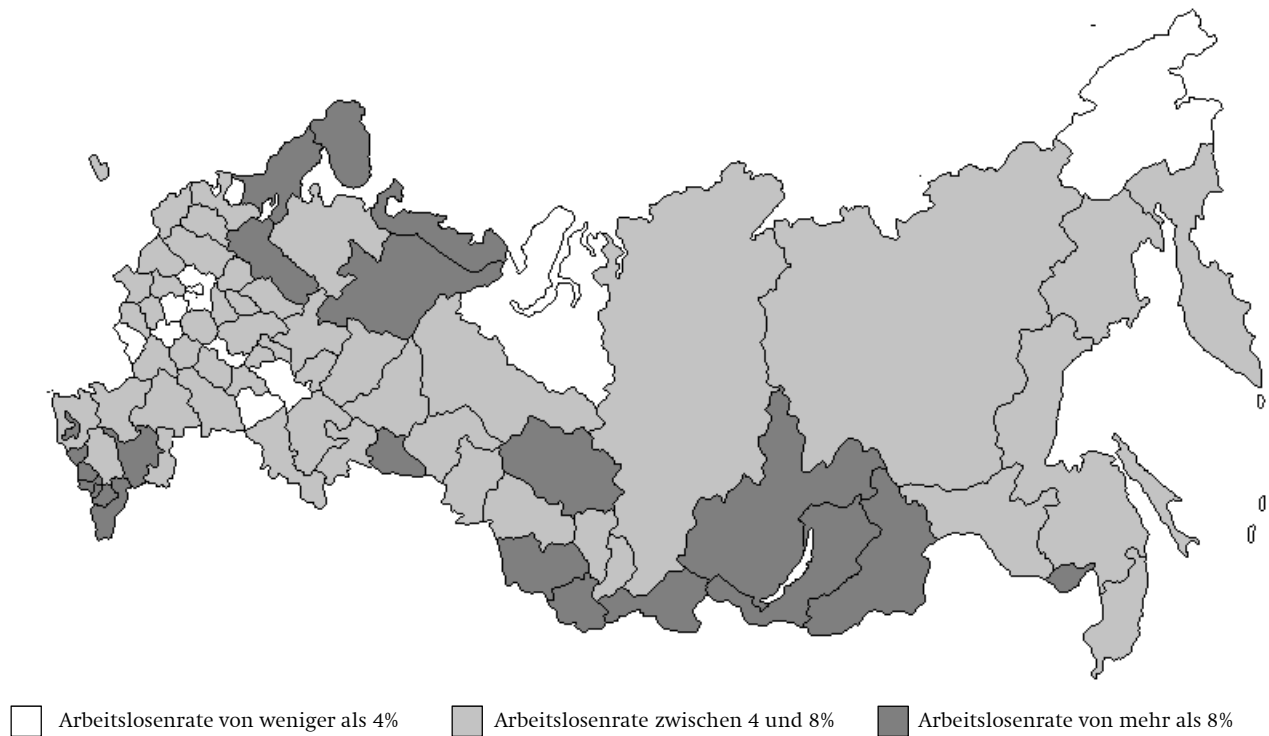 Arbeitslosenrate von weniger als 4% Arbeitslosenrate zwischen 4 und 8% Arbeitslosenrate von mehr als 8%